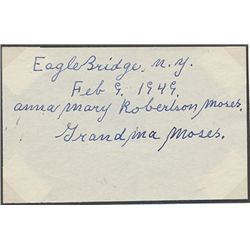 Eagle Bridge, N.Y.
Feb 9. 1949.
anna mary Robertson Moses.
Grandma Moses.